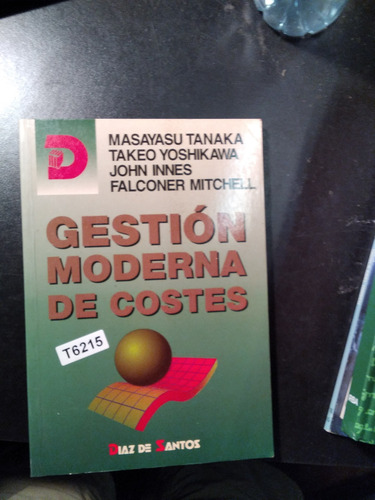 D
MASAYASU TANAKA
TAKEO YOSHIKAWA
JOHN INNES
FALCONER MITCHELL
GESTIÓN
MODERNA
DE COSTES
T6215
DIAZ DE SANTOS